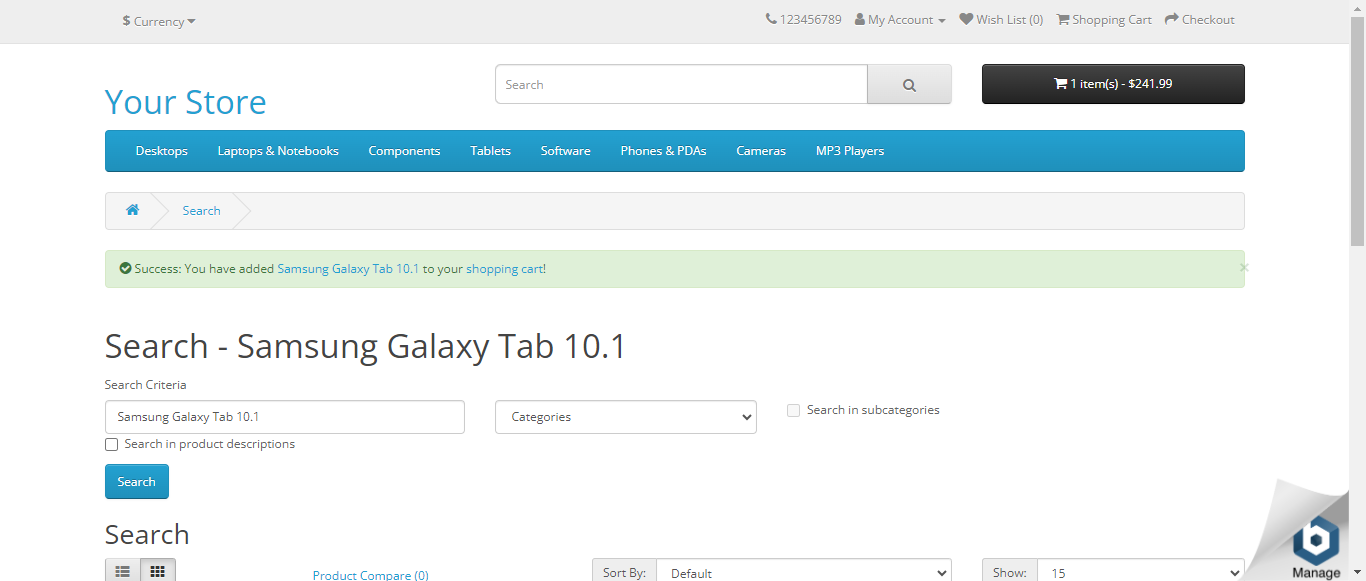 $ Currency 123456789 My Account Wish List (0) Shopping Cart Checkout
Your Store
Search
1 item(s) - $241.99
Desktops Laptops & Notebooks Components Tablets Software Phones & PDAs Cameras MP3 Players
Search
Success: You have added Samsung Galaxy Tab 10.1 to your shopping cart!
×
Search - Samsung Galaxy Tab 10.1
Search Criteria
Samsung Galaxy Tab 10.1 Categories Search in subcategories
Search in product descriptions
Search
Search
Product Compare (0) Sort By: Default Show: 15
b
Manage